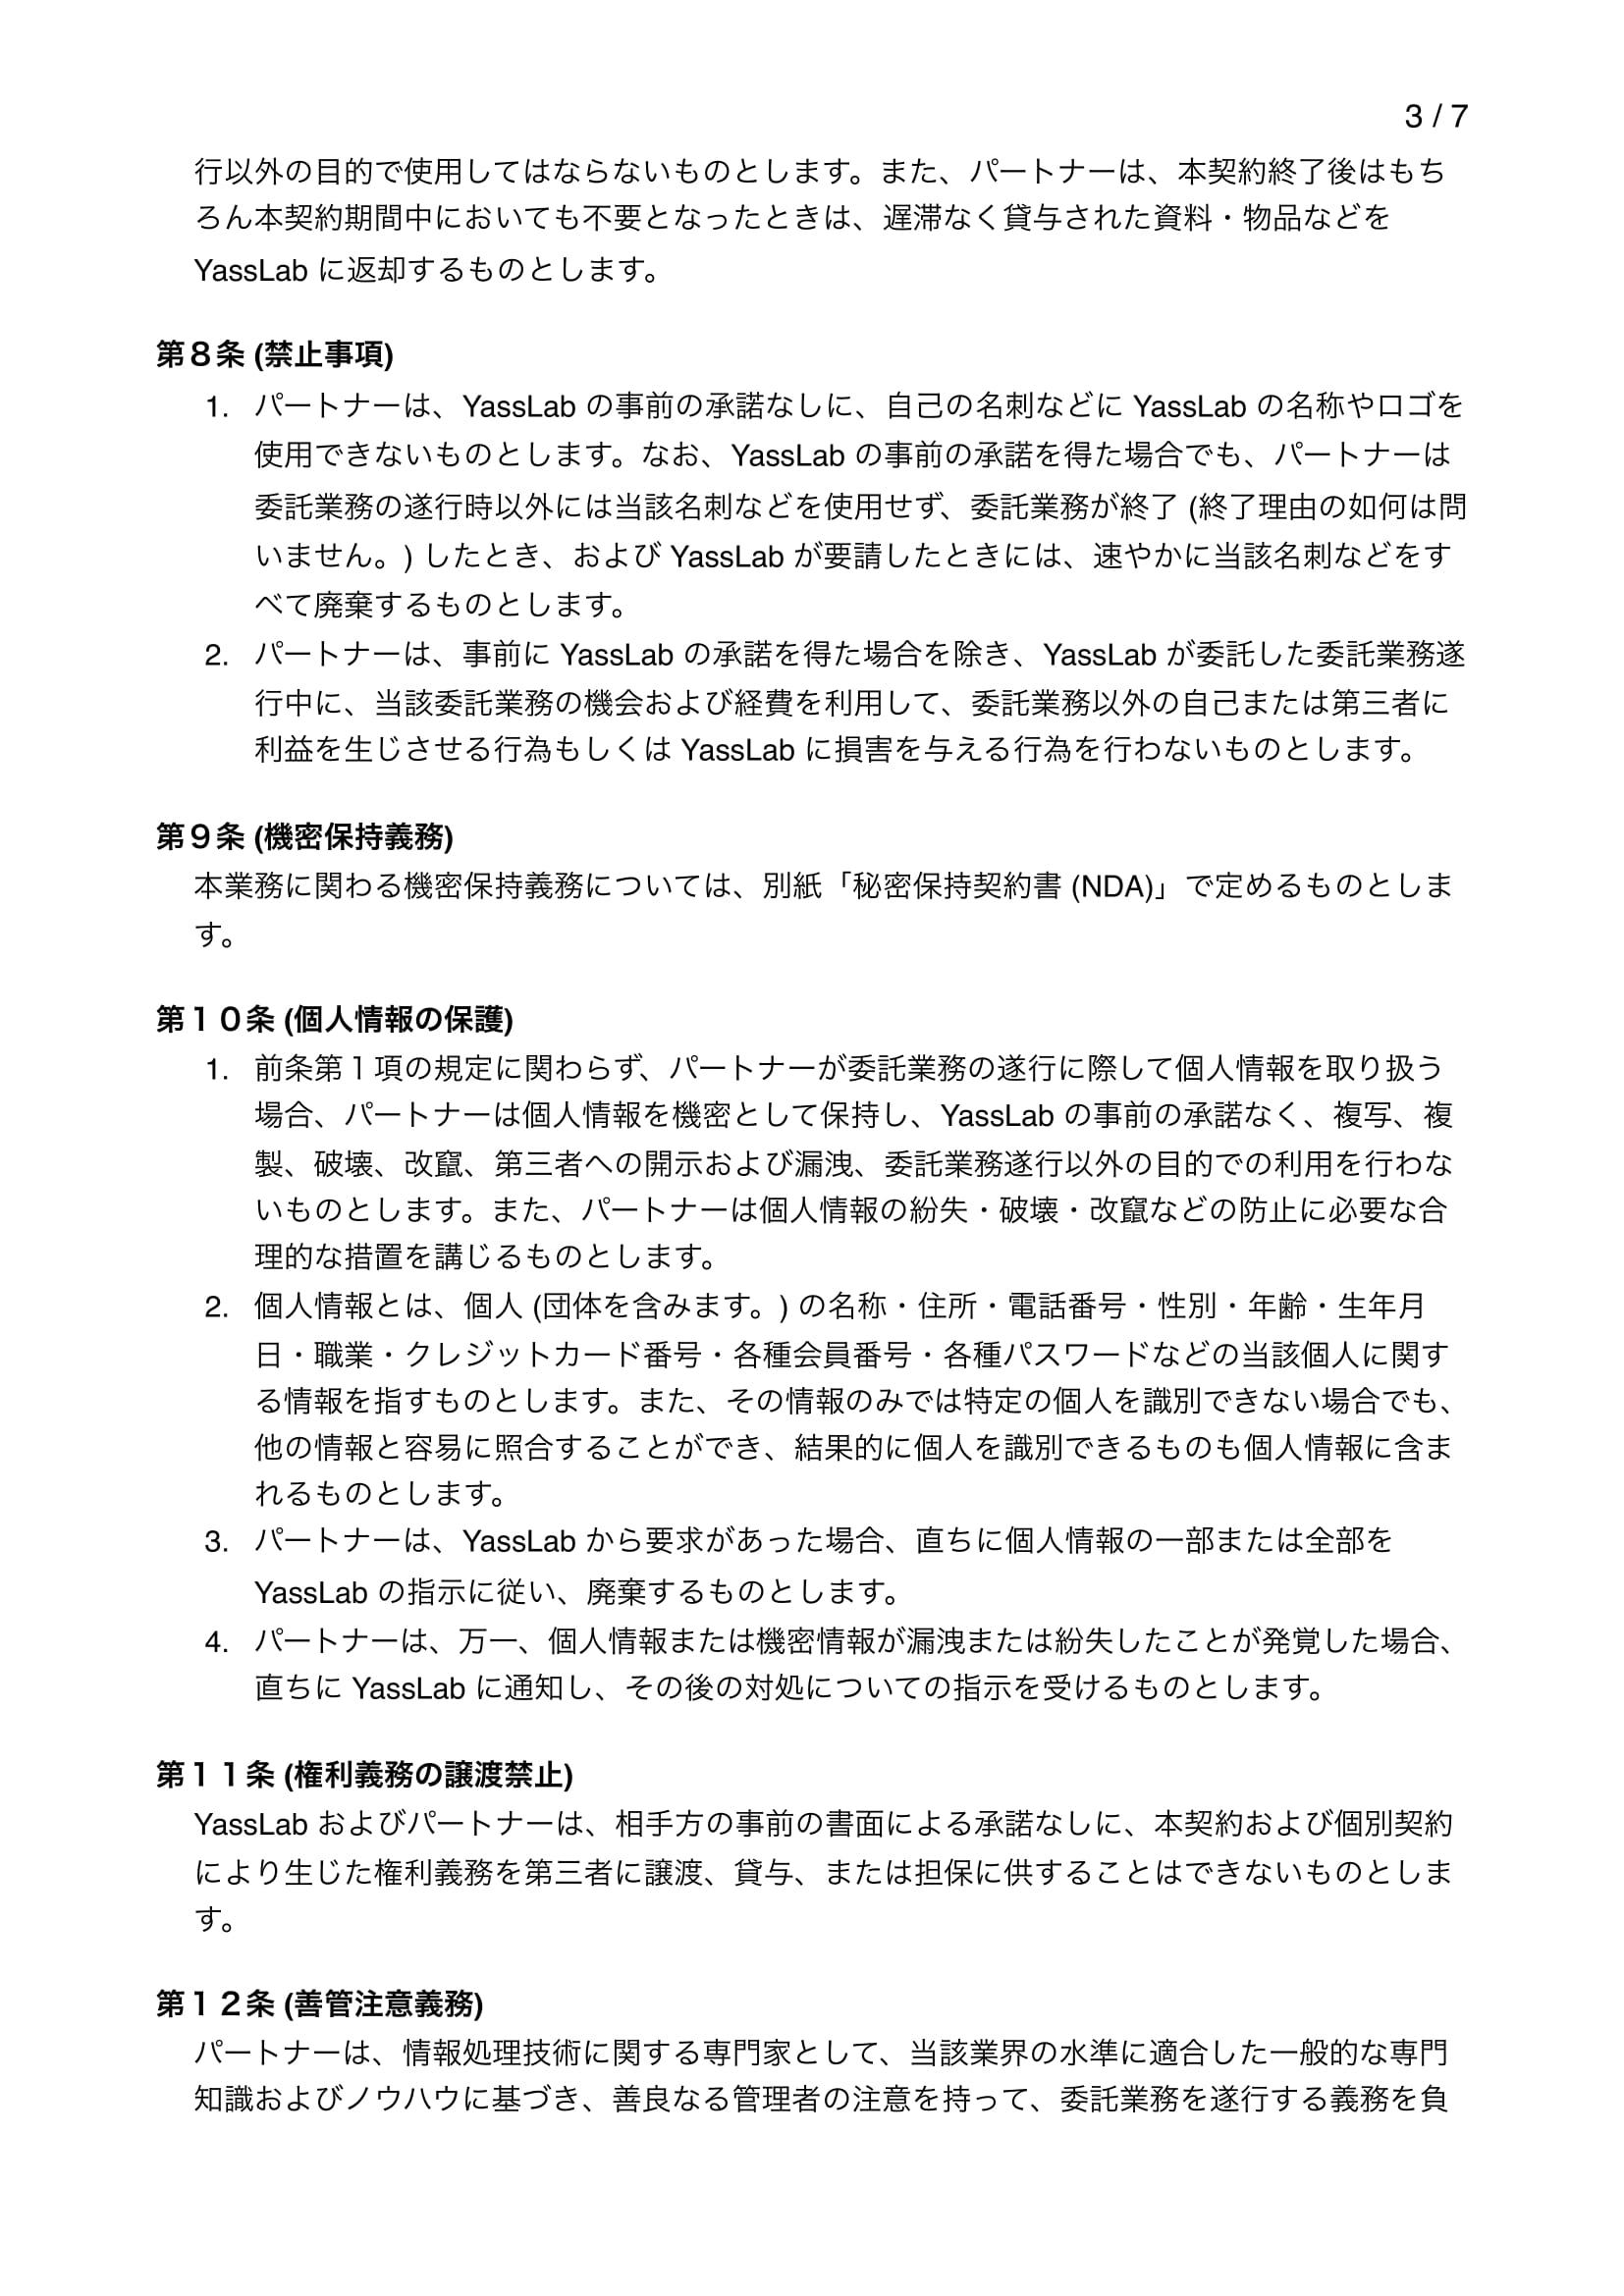 3 / 7
行以外の目的で使用してはならないものとします。また、パートナーは、本契約終了後はもち
ろん本契約期間中においても不要となったときは、遅滞なく貸与された資料・物品などを
YassLab に返却するものとします。
第８条 (禁止事項)
1. パートナーは、YassLab の事前の承諾なしに、自己の名刺などに YassLab の名称やロゴを
使用できないものとします。なお、YassLab の事前の承諾を得た場合でも、パートナーは
委託業務の遂行時以外には当該名刺などを使用せず、委託業務が終了 (終了理由の如何は問
いません。) したとき、および YassLab が要請したときには、速やかに当該名刺などをす
べて廃棄するものとします。
2. パートナーは、事前に YassLab の承諾を得た場合を除き、YassLab が委託した委託業務遂
行中に、当該委託業務の機会および経費を利用して、委託業務以外の自己または第三者に
利益を生じさせる行為もしくは YassLab に損害を与える行為を行わないものとします。
第９条 (機密保持義務)
本業務に関わる機密保持義務については、別紙「秘密保持契約書 (NDA)」で定めるものとしま
す。
第１０条 (個人情報の保護)
1. 前条第１項の規定に関わらず、パートナーが委託業務の遂行に際して個人情報を取り扱う
場合、パートナーは個人情報を機密として保持し、YassLab の事前の承諾なく、複写、複
製、破壊、改竄、第三者への開示および漏洩、委託業務遂行以外の目的での利用を行わな
いものとします。また、パートナーは個人情報の紛失・破壊・改竄などの防止に必要な合
理的な措置を講じるものとします。
2. 個人情報とは、個人 (団体を含みます。) の名称・住所・電話番号・性別・年齢・生年月
日・職業・クレジットカード番号・各種会員番号・各種パスワードなどの当該個人に関す
る情報を指すものとします。また、その情報のみでは特定の個人を識別できない場合でも、
他の情報と容易に照合することができ、結果的に個人を識別できるものも個人情報に含ま
れるものとします。
3. パートナーは、YassLab から要求があった場合、直ちに個人情報の一部または全部を
YassLab の指示に従い、廃棄するものとします。
4. パートナーは、万一、個人情報または機密情報が漏洩または紛失したことが発覚した場合、
直ちに YassLab に通知し、その後の対処についての指示を受けるものとします。
第１１条 (権利義務の譲渡禁止)
YassLab およびパートナーは、相手方の事前の書面による承諾なしに、本契約および個別契約
により生じた権利義務を第三者に譲渡、貸与、または担保に供することはできないものとしま
す。
第１２条 (善管注意義務)
パートナーは、情報処理技術に関する専門家として、当該業界の水準に適合した一般的な専門
知識およびノウハウに基づき、善良なる管理者の注意を持って、委託業務を遂行する義務を負